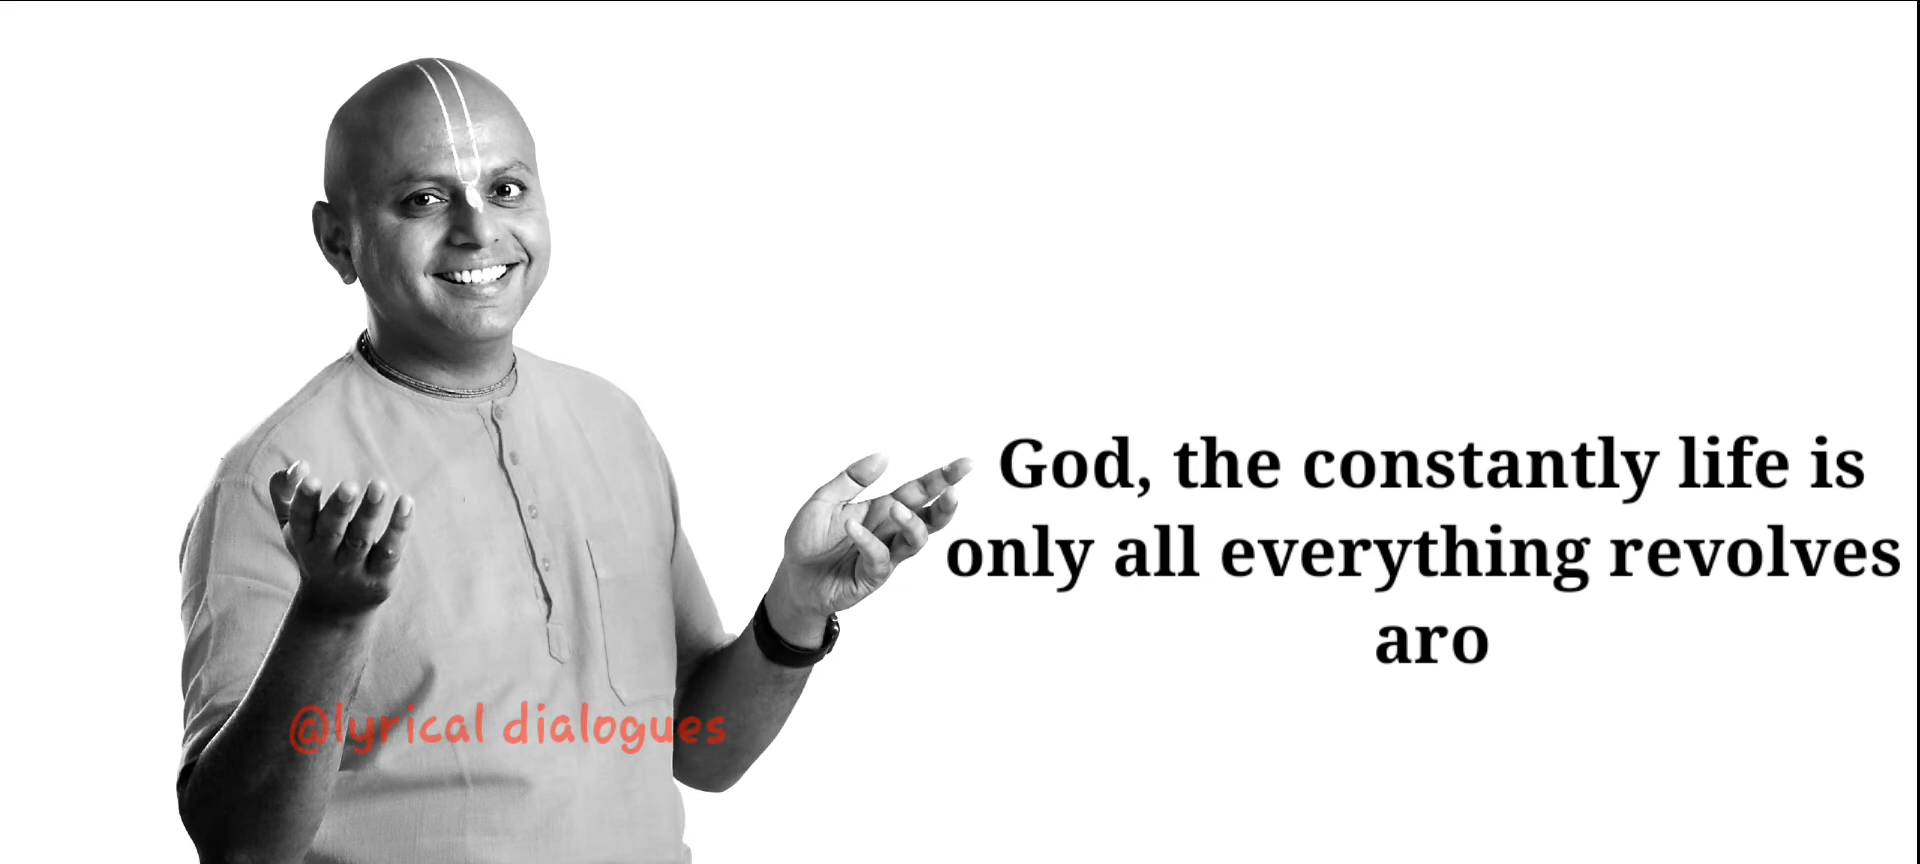 God, the constantly life is
only all everything revolves
aro
@lyrical dialogues